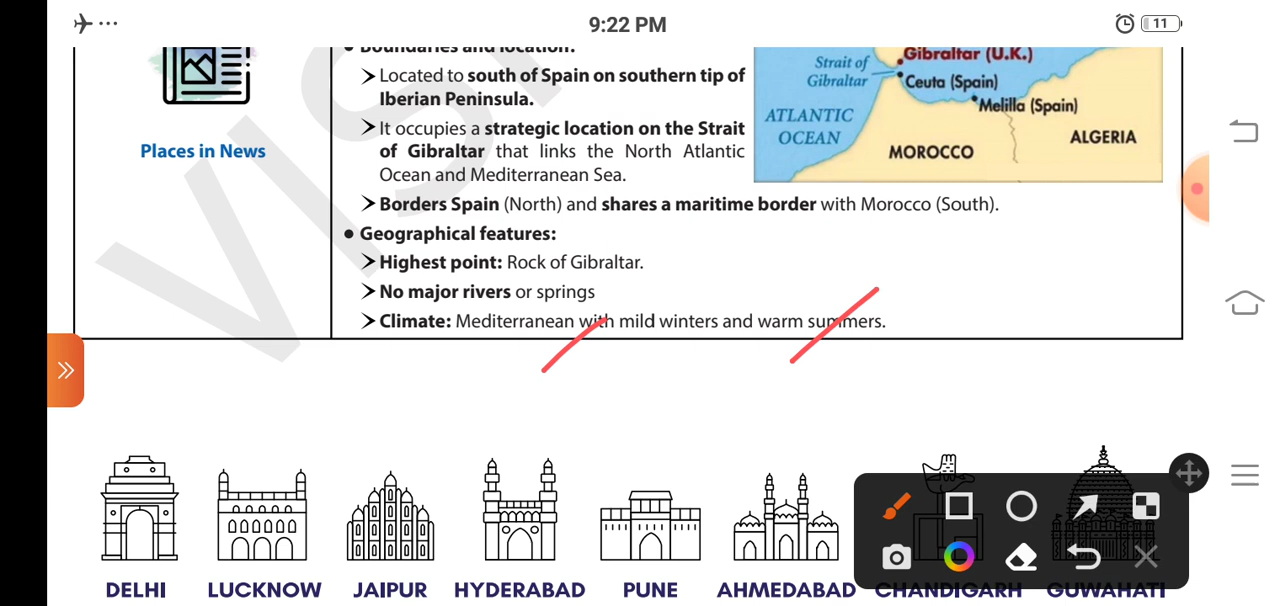 9:22 PM
11
Boundaries and location:
➤ Located to south of Spain on southern tip of
Iberian Peninsula.
➤ It occupies a strategic location on the Strait
of Gibraltar that links the North Atlantic
Ocean and Mediterranean Sea.
➤ Borders Spain (North) and shares a maritime border with Morocco (South).
• Geographical features:
➤ Highest point: Rock of Gibraltar.
➤ No major rivers or springs
➤ Climate: Mediterranean with mild winters and warm summers.
Places in News
Gibraltar (U.K.)
Strait of
Gibraltar
Ceuta (Spain)
Melilla (Spain)
ATLANTIC
OCEAN
ALGERIA
MOROCCO
VIS
DELHI
LUCKNOW
JAIPUR
HYDERABAD
PUNE
AHMEDABAD
CHANDIGARH
GUWAHATI